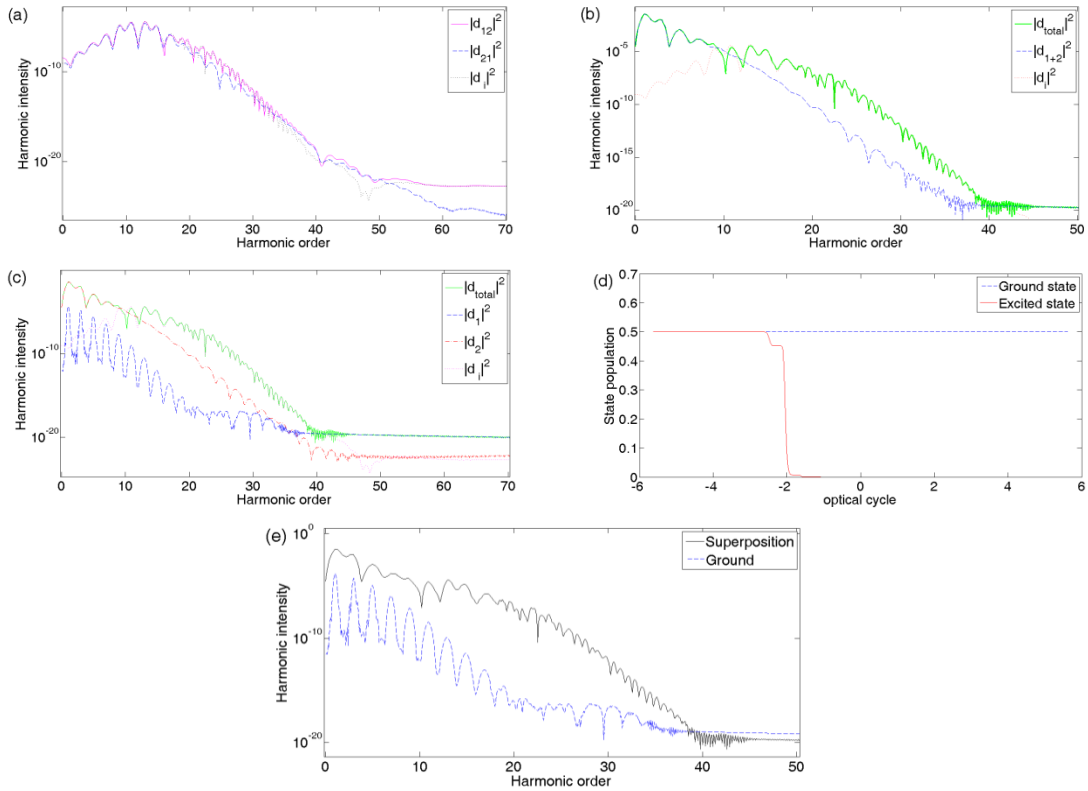 (a)
|d12|²
|d21|²
|d i|²
10^-10
10^-20
Harmonic intensity
0 10 20 30 40 50 60 70
Harmonic order
(b)
|dtotal|²
|d1+2|²
|di|²
10^-5
10^-10
10^-15
10^-20
Harmonic intensity
0 10 20 30 40 50
Harmonic order
(c)
|dtotal|²
|d1|²
|d2|²
|d i|²
10^-10
10^-20
Harmonic intensity
0 10 20 30 40 50 60 70
Harmonic order
(d)
Ground state
Excited state
0.7
0.6
0.5
0.4
0.3
0.2
0.1
0
State population
-6 -4 -2 0 2 4 6
optical cycle
(e)
Superposition
Ground
10^0
10^-10
10^-20
Harmonic intensity
0 10 20 30 40 50
Harmonic order